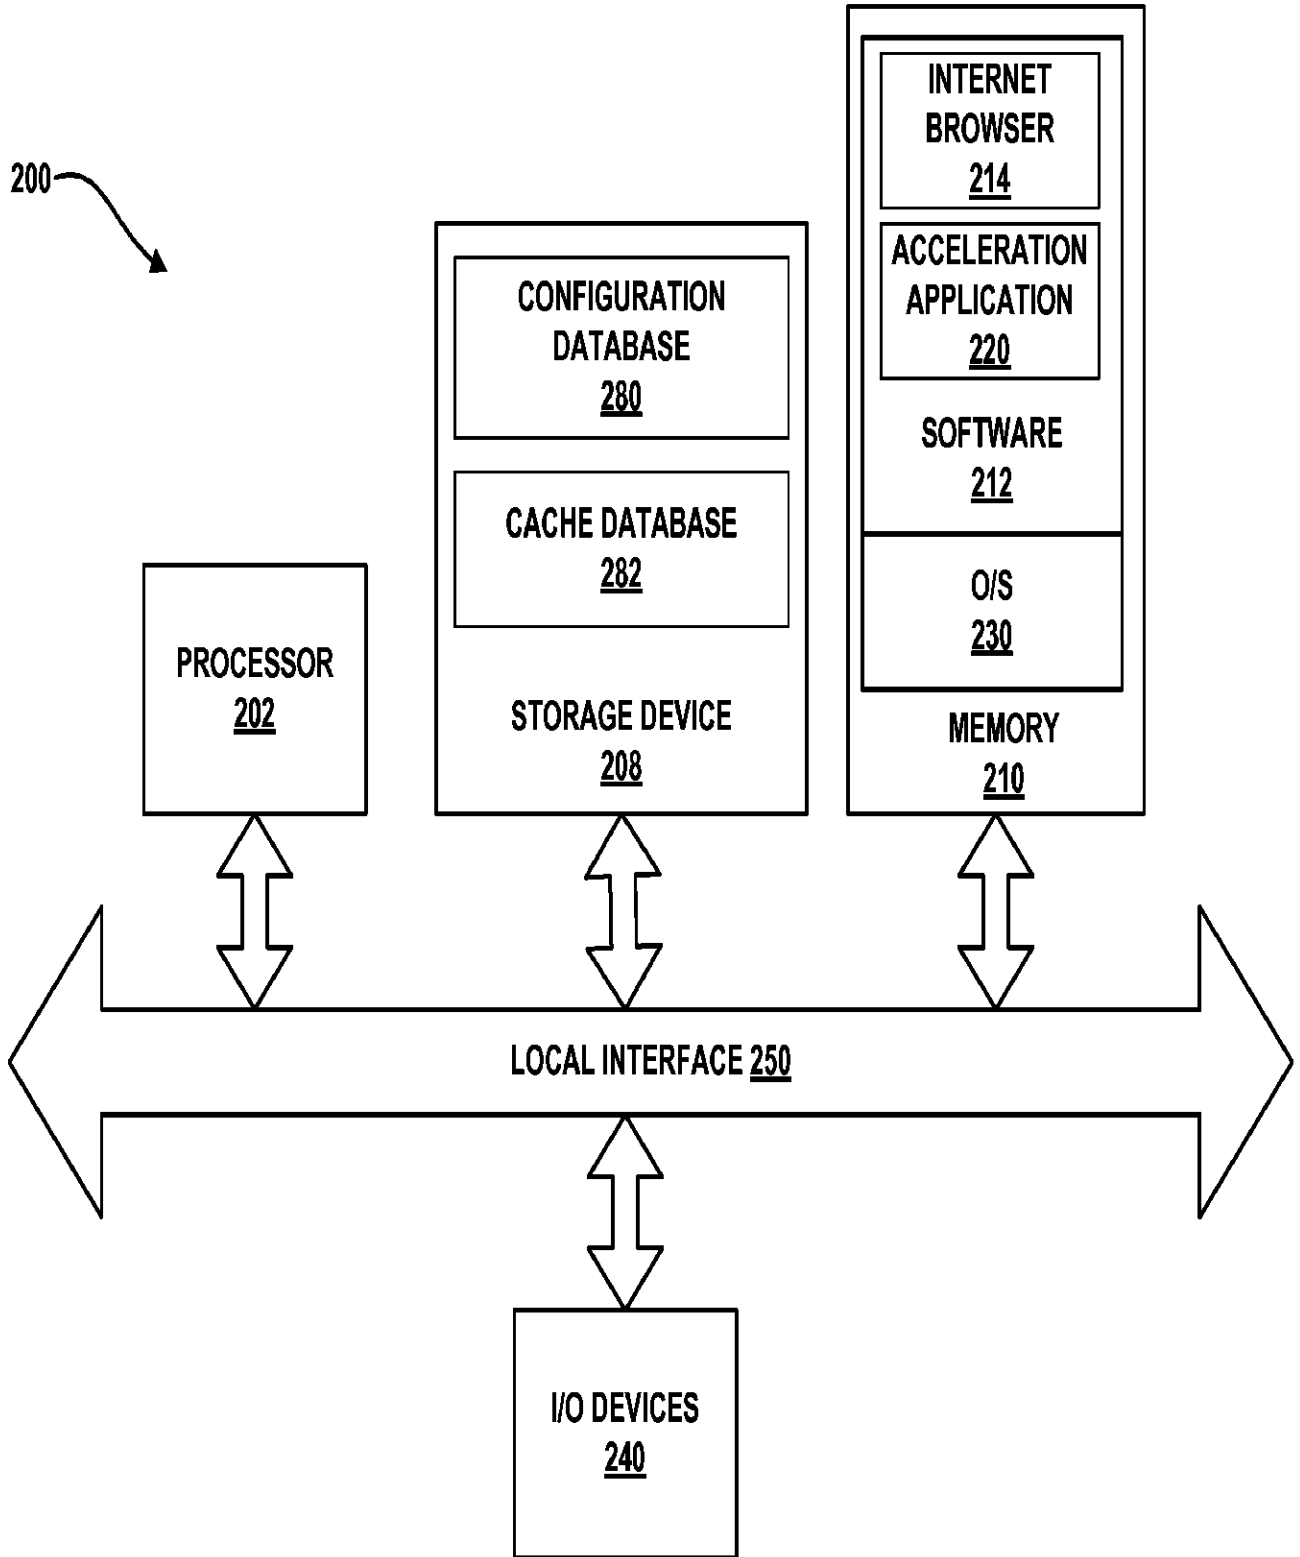 200
INTERNET
BROWSER
214
ACCELERATION
APPLICATION
220
SOFTWARE
212
O/S
230
MEMORY
210
CONFIGURATION
DATABASE
280
CACHE DATABASE
282
STORAGE DEVICE
208
PROCESSOR
202
LOCAL INTERFACE 250
I/O DEVICES
240